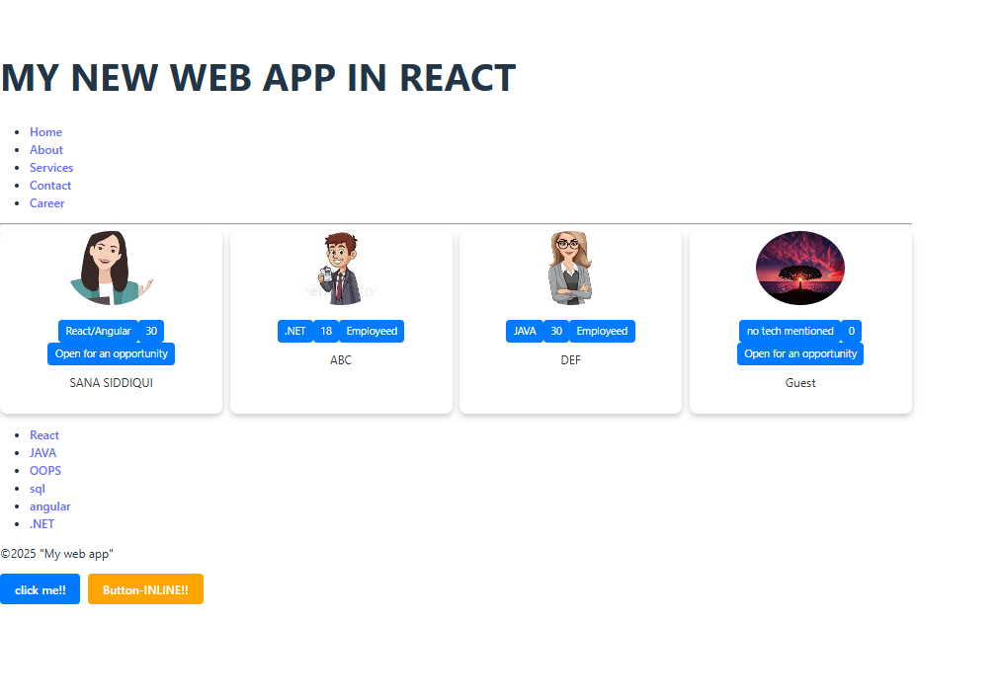 MY NEW WEB APP IN REACT
Home
About
Services
Contact
Career
React/Angular 30
Open for an opportunity
SANA SIDDIQUI
.NET 18 Employeed
ABC
JAVA 30 Employeed
DEF
no tech mentioned 0
Open for an opportunity
Guest
React
JAVA
OOPS
sql
angular
.NET
©2025 "My web app"
click me!! Button-INLINE!!